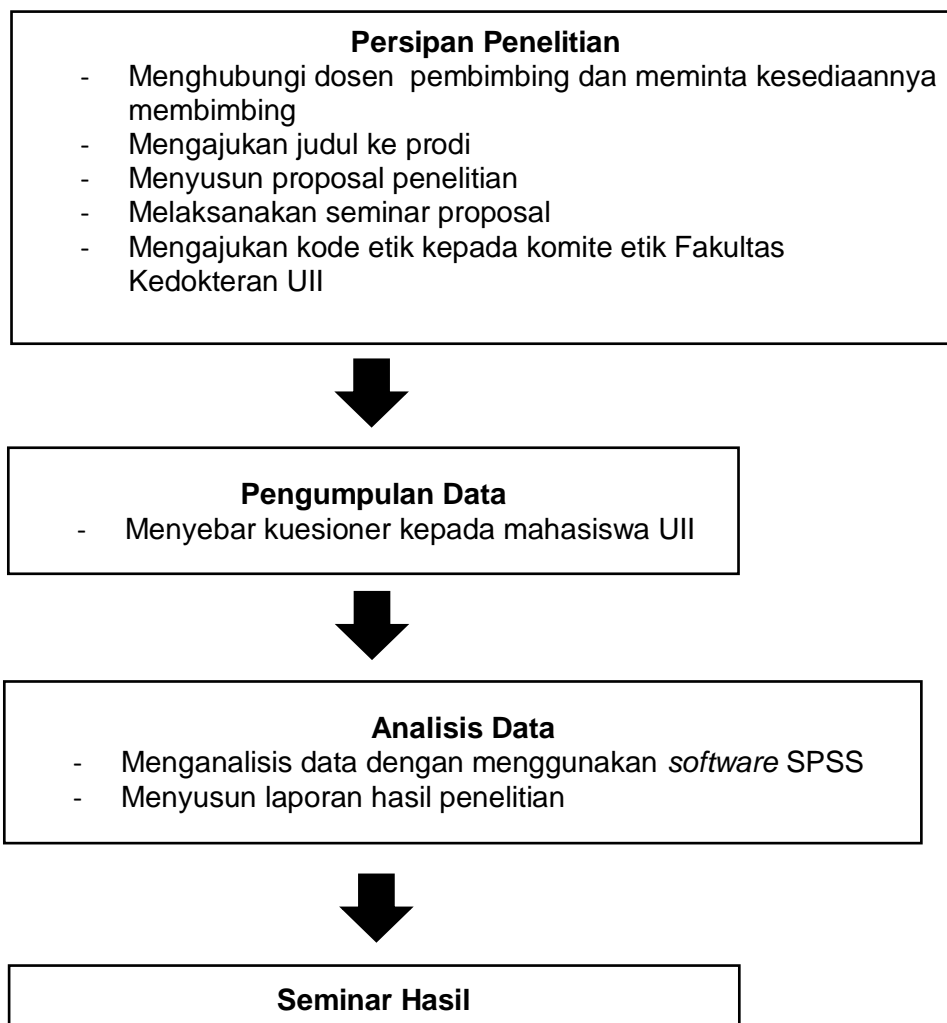 Persipan Penelitian
- Menghubungi dosen pembimbing dan meminta kesediaannya
membimbing
- Mengajukan judul ke prodi
- Menyusun proposal penelitian
- Melaksanakan seminar proposal
- Mengajukan kode etik kepada komite etik Fakultas
Kedokteran UII
Pengumpulan Data
- Menyebar kuesioner kepada mahasiswa UII
Analisis Data
- Menganalisis data dengan menggunakan software SPSS
- Menyusun laporan hasil penelitian
Seminar Hasil